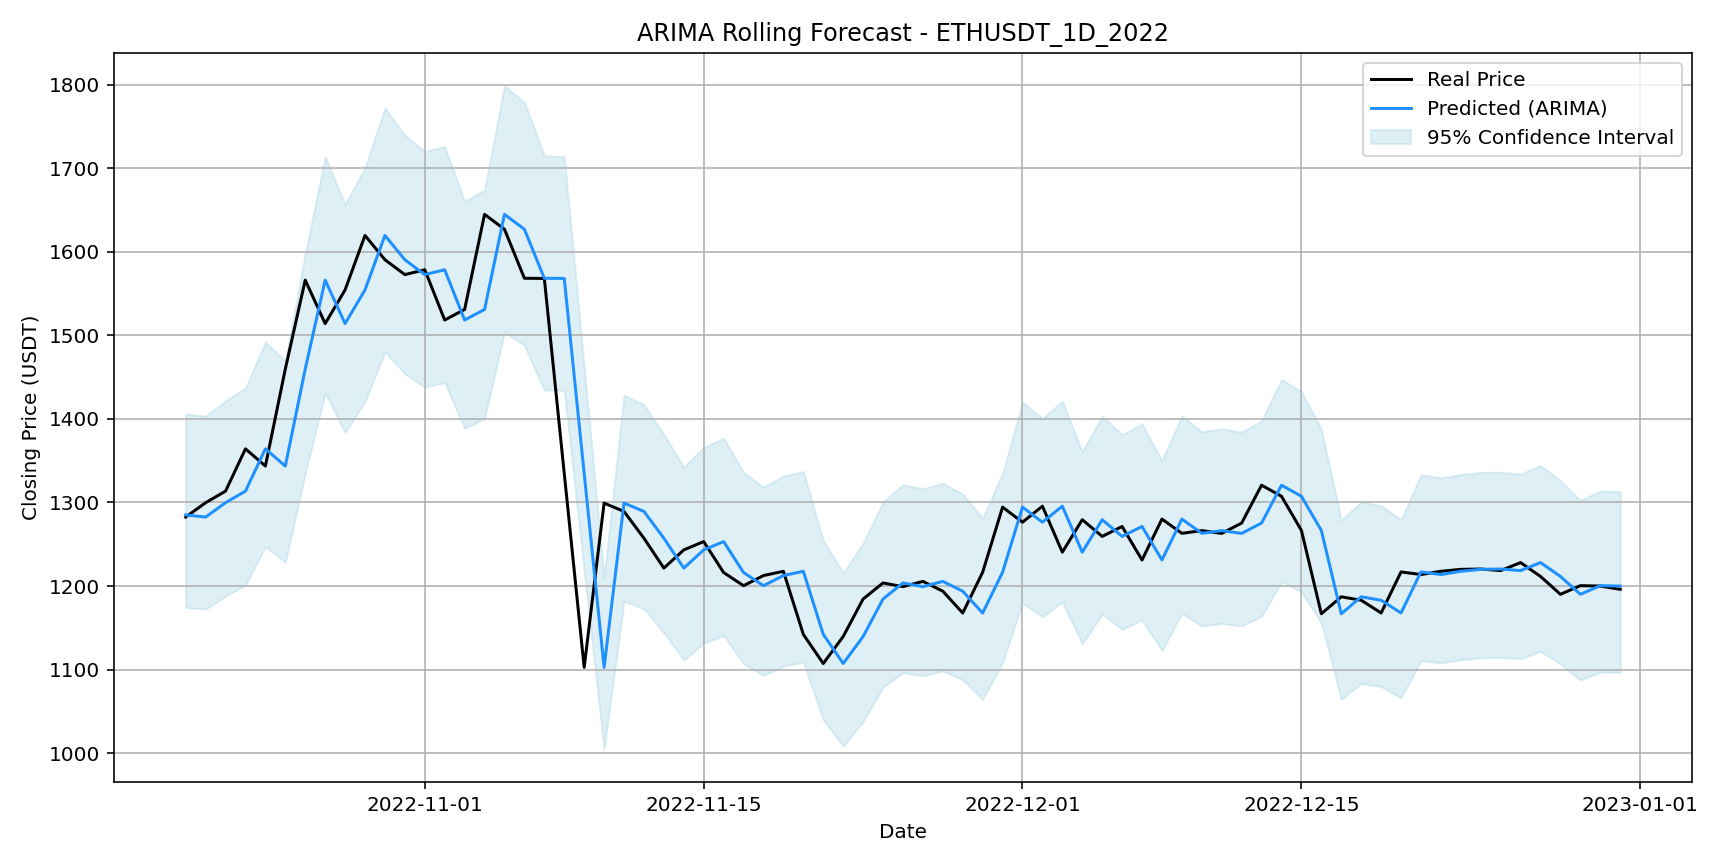 ARIMA Rolling Forecast - ETHUSDT_1D_2022
Real Price
Predicted (ARIMA)
95% Confidence Interval
Closing Price (USDT)
1800
1700
1600
1500
1400
1300
1200
1100
1000
2022-11-01
2022-11-15
2022-12-01
2022-12-15
2023-01-01
Date